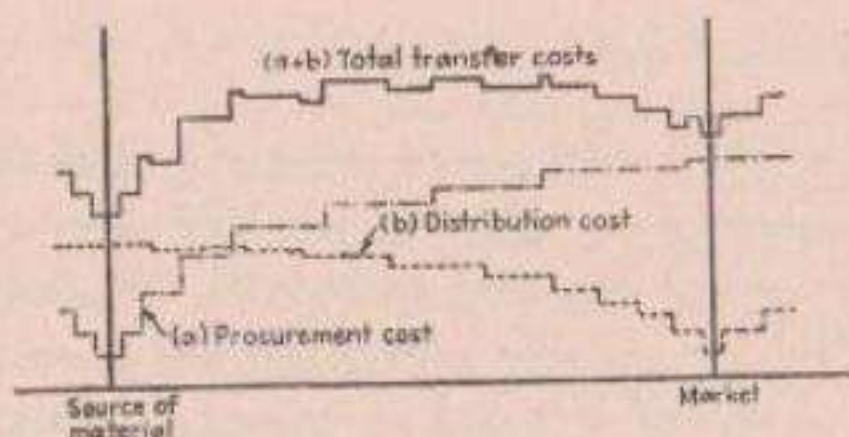 (a+b) Total transfer costs
(b) Distribution cost
(a) Procurement cost
Source of
material
Market